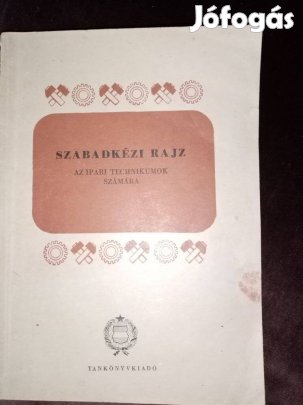 Jófogás
SZABADKÉZI RAJZ
AZ IPARI TECHNIKUMOK
SZÁMÁRA
TANKÖNYVKIADÓ